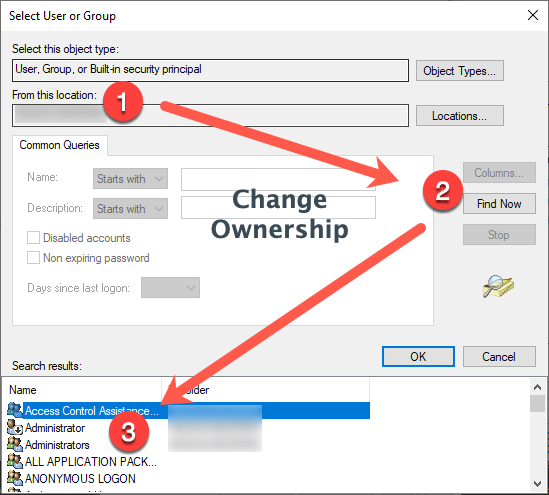 Select User or Group
Select this object type:
User, Group, or Built-in security principal
Object Types...
From this location:
1
Locations...
Common Queries
2
Columns...
Name:
Starts with
Find Now
Description:
Starts with
Change
Ownership
Stop
Disabled accounts
Non expiring password
Days since last logon:
OK
Cancel
Search results:
Name
older
Access Control Assistance...
3
Administrator
Administrators
ALL APPLICATION PACK...
ANONYMOUS LOGON